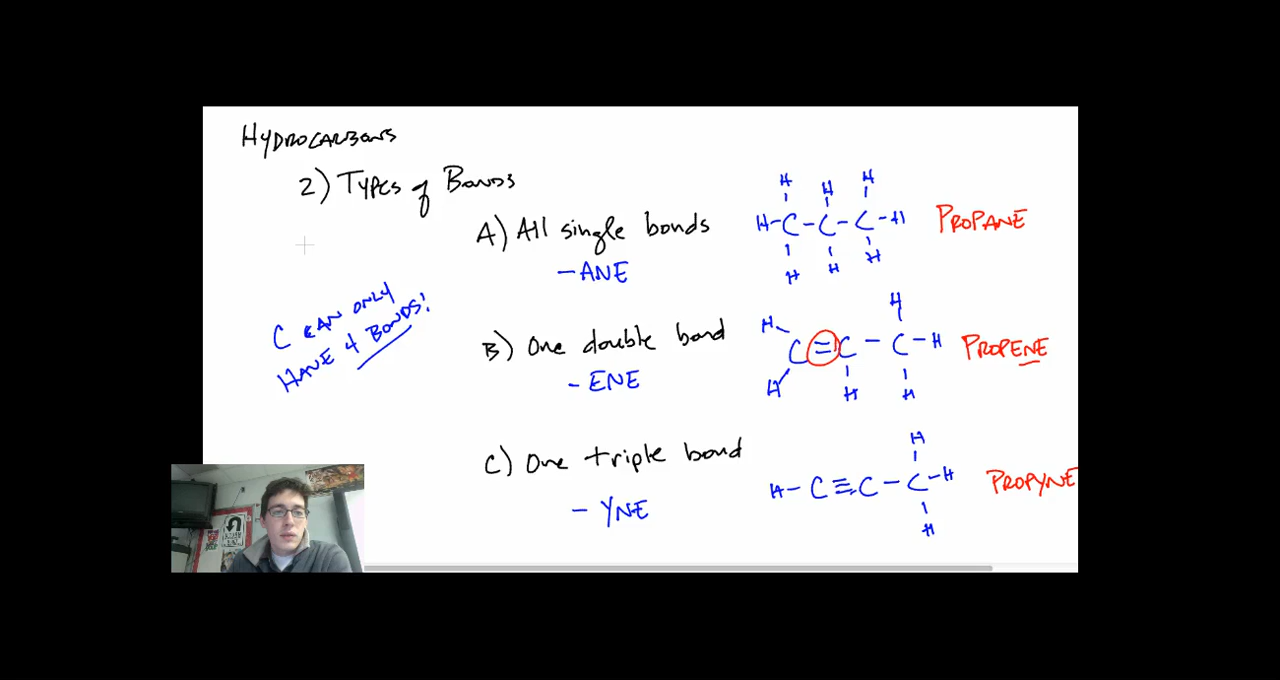 HYDROCARBONS
2) TYPES of BONDS
A) All single bonds
-ANE
H H H
H-C-C-C-H
H H H
PROPANE
C CAN ONLY
HAVE 4 BONDS!
B) One double bond
-ENE
H H
C=C-C-H
H H H
PROPENE
C) One triple bond
-YNE
H
H-C≡C-C-H
H
PROPYNE